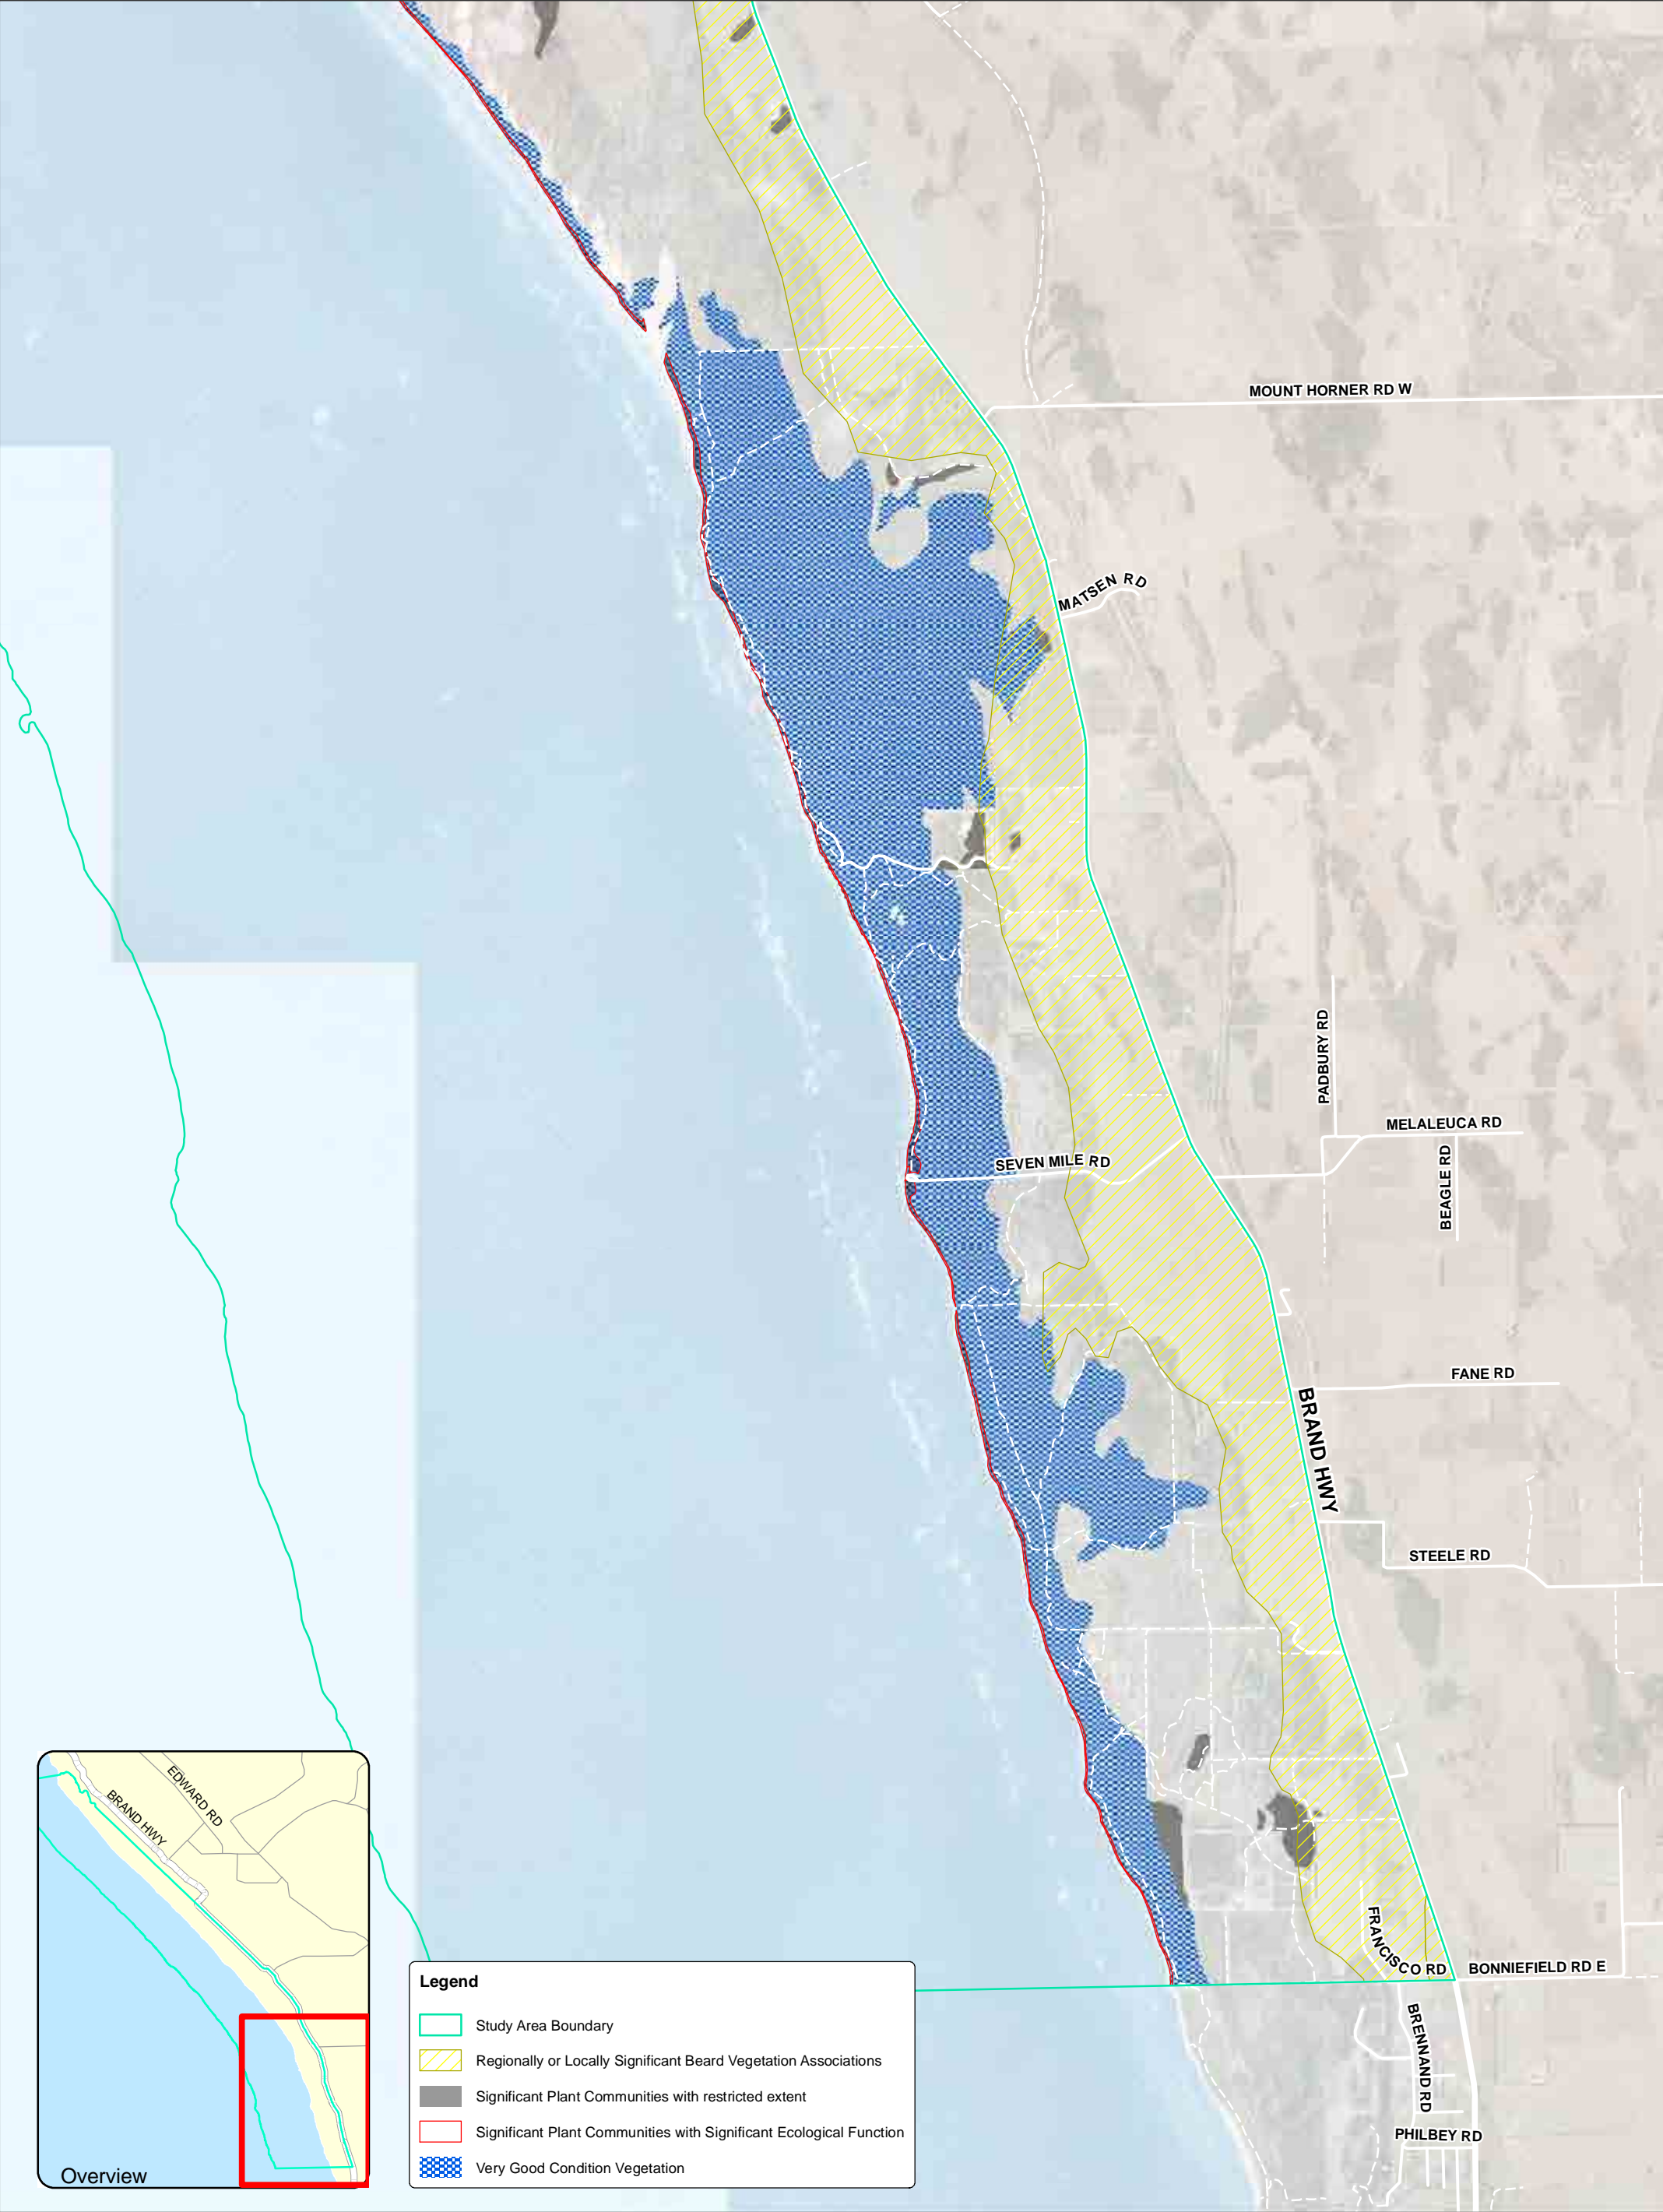 MOUNT HORNER RD W
MATSEN RD
PADBURY RD
MELALEUCA RD
BEAGLE RD
SEVEN MILE RD
FANE RD
BRAND HWY
STEELE RD
FRANCISCO RD
BONNIEFIELD RD E
BRENNAND RD
PHILBEY RD
EDWARD RD
BRAND HWY
Overview
Legend
Study Area Boundary
Regionally or Locally Significant Beard Vegetation Associations
Significant Plant Communities with restricted extent
Significant Plant Communities with Significant Ecological Function
Very Good Condition Vegetation